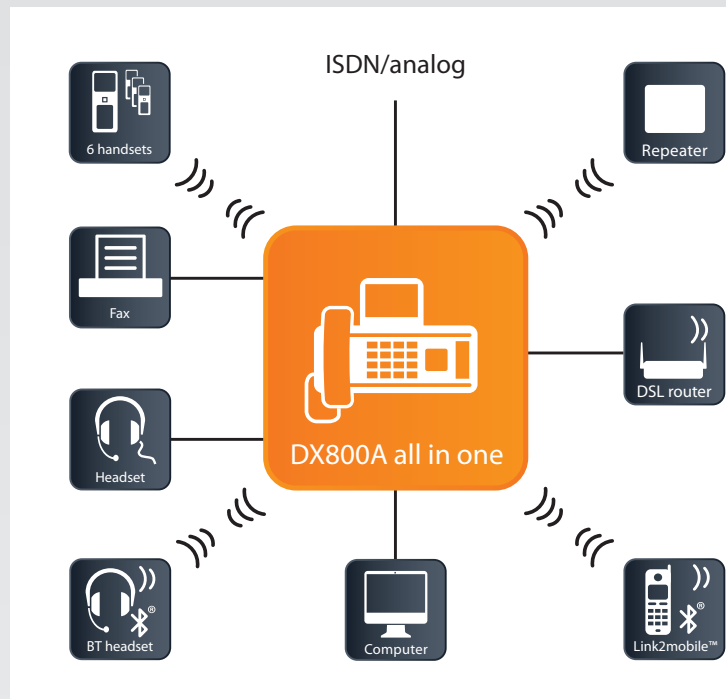 ISDN/analog
6 handsets
Repeater
Fax
DSL router
DX800A all in one
Headset
BT headset
®
Computer
Link2mobile™
®